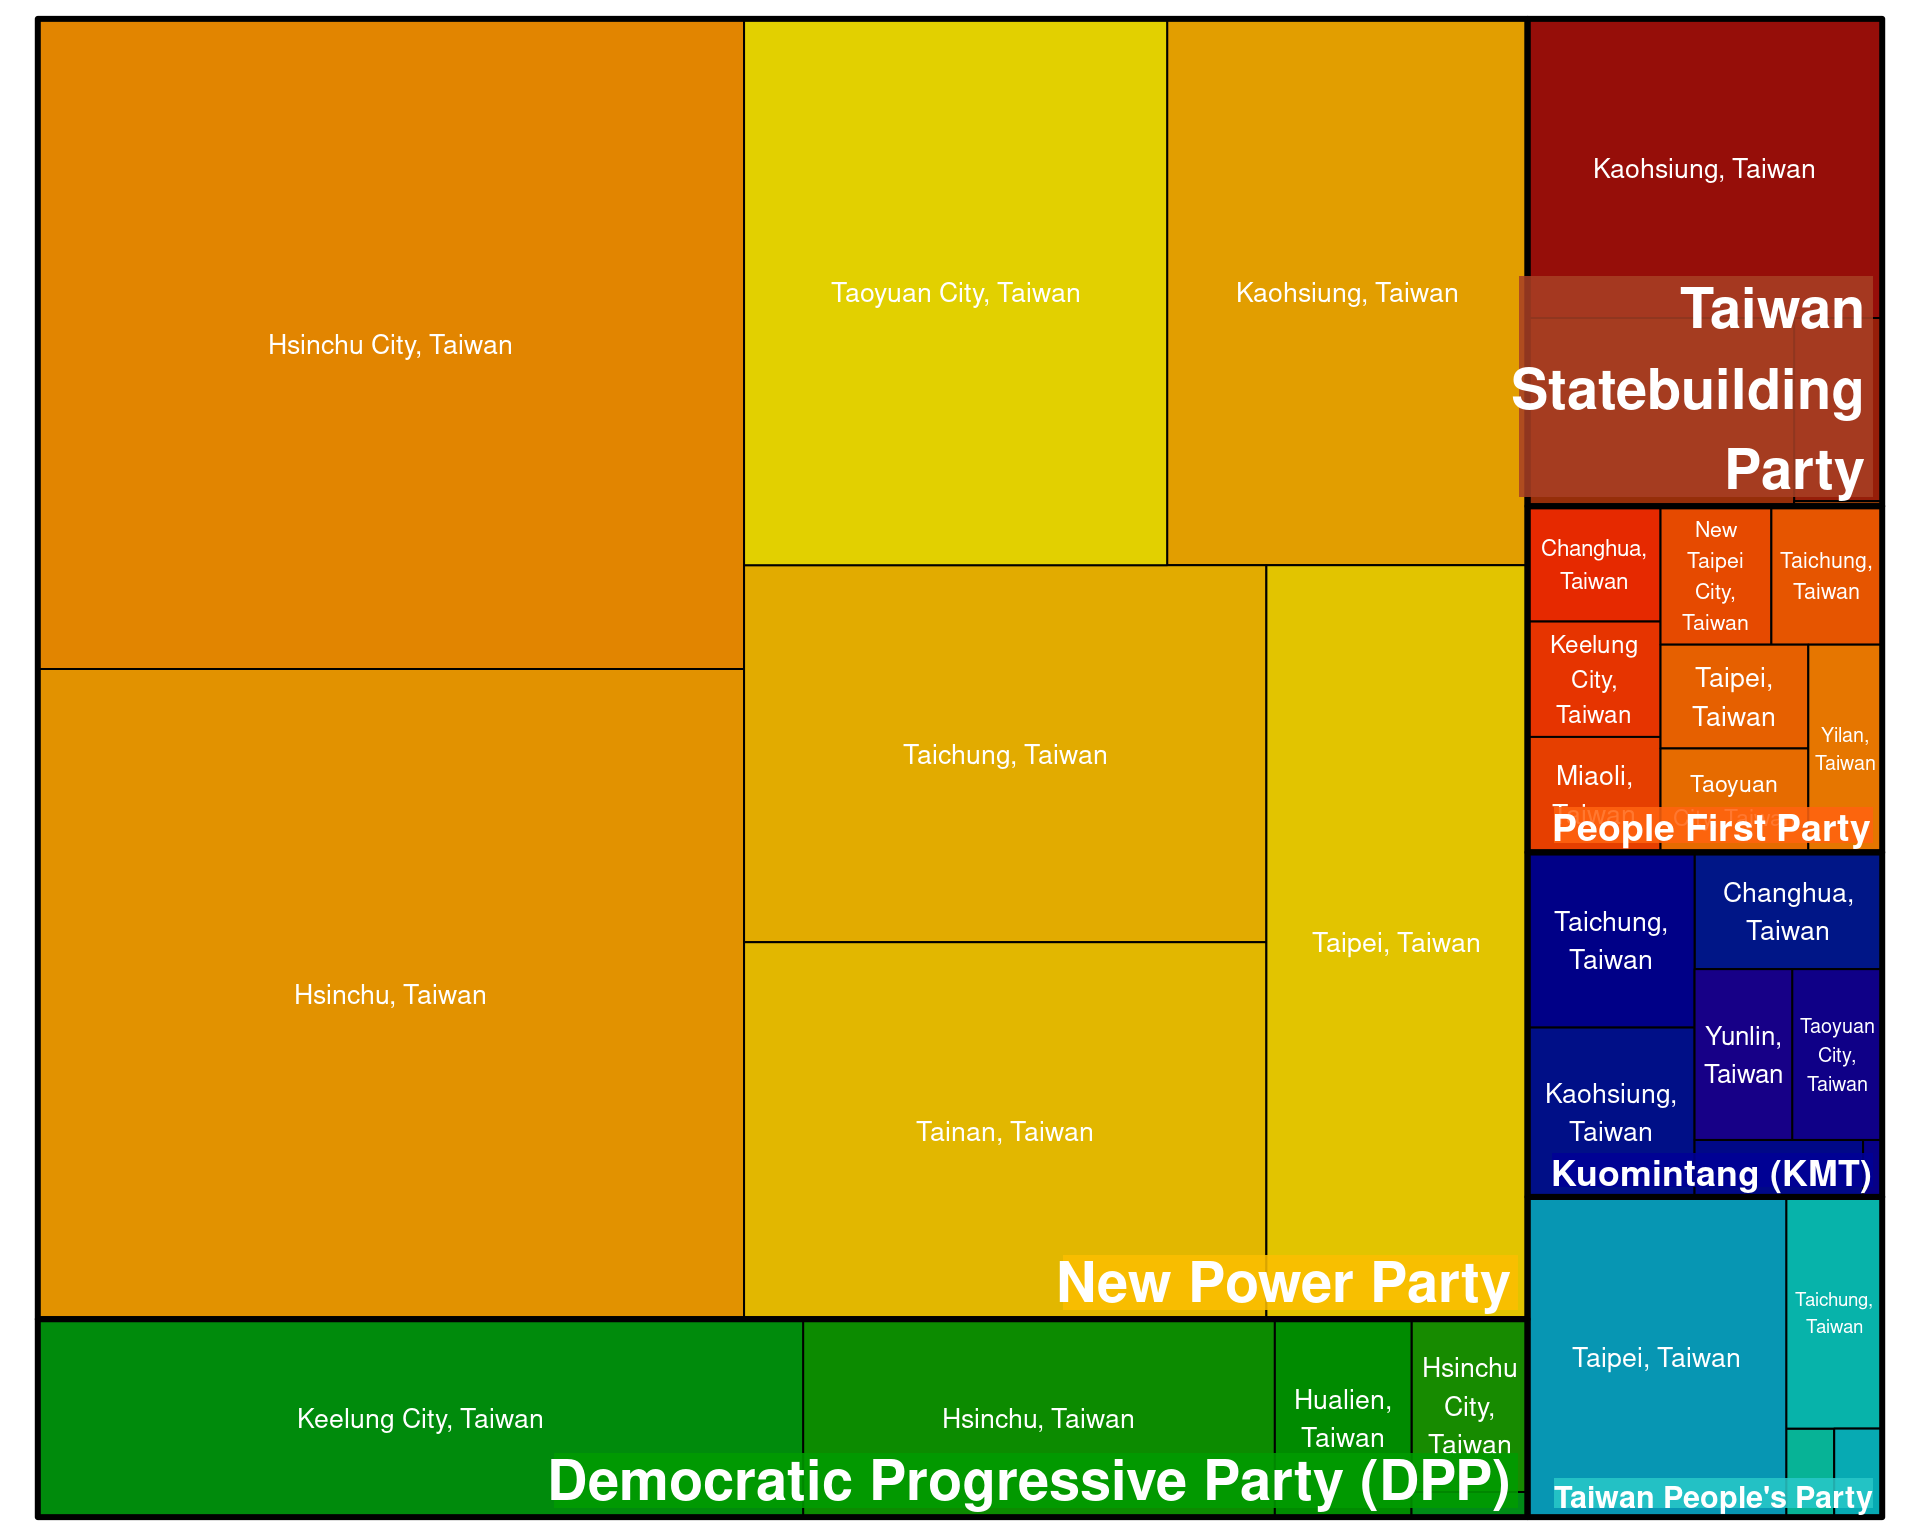 Hsinchu City, Taiwan
Hsinchu, Taiwan
Taoyuan City, Taiwan
Kaohsiung, Taiwan
Taichung, Taiwan
Tainan, Taiwan
Taipei, Taiwan
New Power Party
Keelung City, Taiwan
Hsinchu, Taiwan
Hualien,
Taiwan
Hsinchu
City,
Taiwan
Democratic Progressive Party (DPP)
Kaohsiung, Taiwan
Taiwan
Statebuilding
Party
Changhua,
Taiwan
Keelung
City,
Taiwan
Miaoli,
Taiwan
New
Taipei
City,
Taiwan
Taichung,
Taiwan
Taipei,
Taiwan
Taoyuan
City, Taiwan
Yilan,
Taiwan
People First Party
Taichung,
Taiwan
Kaohsiung,
Taiwan
Changhua,
Taiwan
Yunlin,
Taiwan
Taoyuan
City,
Taiwan
Kuomintang (KMT)
Taipei, Taiwan
Taichung,
Taiwan
Taiwan People's Party